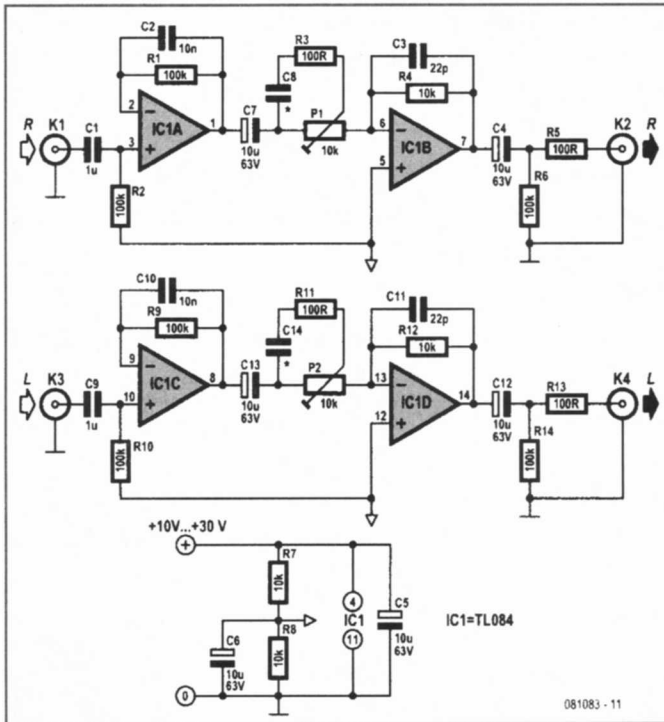 C2
10n
R1
100k
R3
100R
C8
*
C3
22p
R4
10k
R
K1
C1
1u
2
3
IC1A
1
C7
10u
63V
P1
10k
6
5
IC1B
7
C4
10u
63V
R5
100R
K2
R
R2
100k
R6
100k
C10
10n
R9
100k
R11
100R
C14
*
C11
22p
R12
10k
L
K3
C9
1u
9
10
IC1C
8
C13
10u
63V
P2
10k
13
12
IC1D
14
C12
10u
63V
R13
100R
K4
L
R10
100k
R14
100k
+10V...+30 V
+
R7
10k
4
IC1
11
C5
10u
63V
IC1=TL084
C6
10u
63V
R8
10k
0
081083 - 11